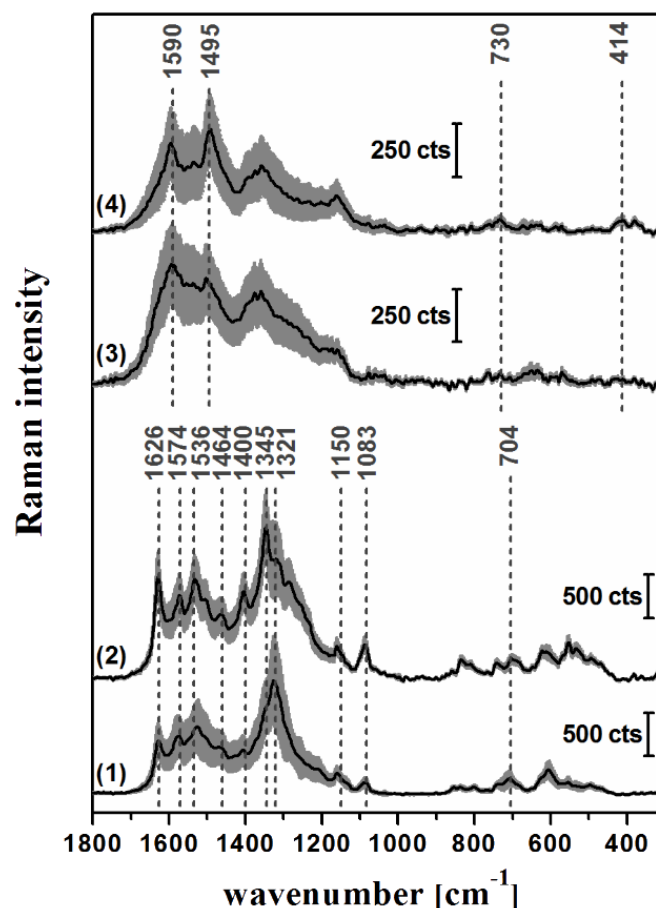 1590
1495
730
414
250 cts
(4)
250 cts
(3)
Raman intensity
1626
1574
1536
1464
1400
1345
1321
1150
1083
704
500 cts
(2)
500 cts
(1)
1800 1600 1400 1200 1000 800 600 400
wavenumber [cm⁻¹]